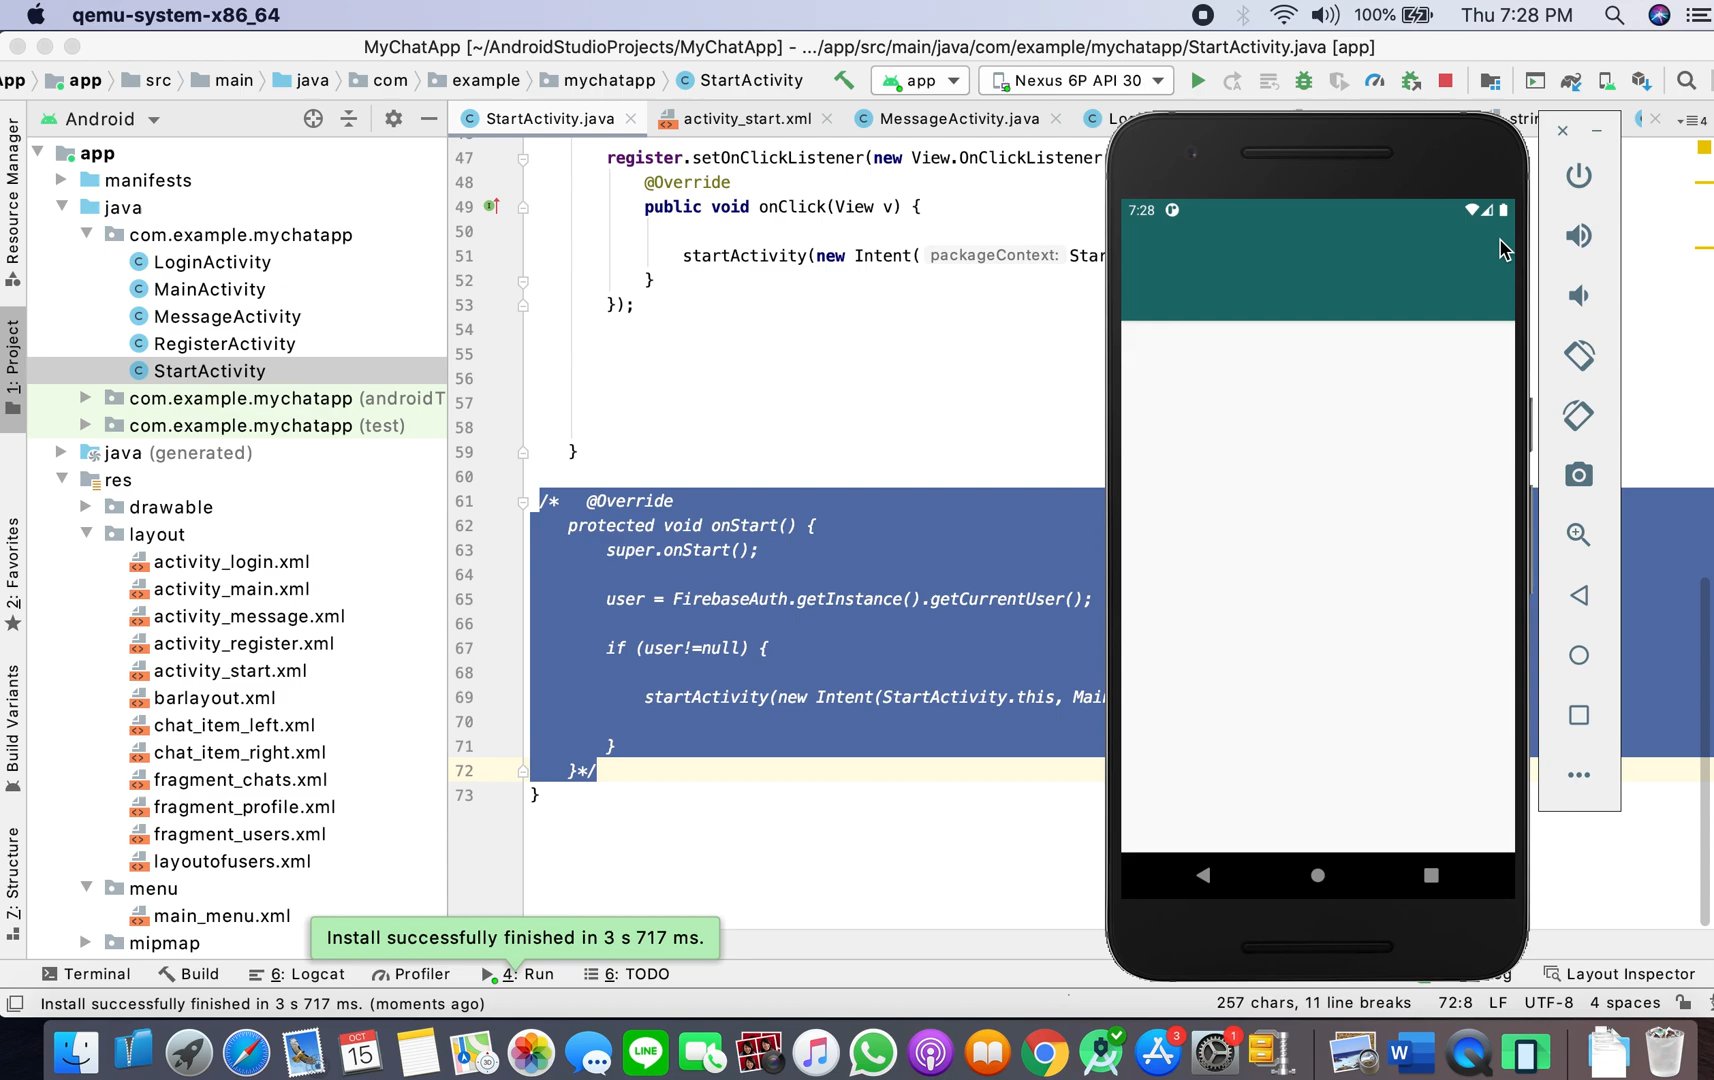 qemu-system-x86_64
100%
Thu 7:28 PM
MyChatApp [~/AndroidStudioProjects/MyChatApp] - .../app/src/main/java/com/example/mychatapp/StartActivity.java [app]
App
app
src
main
java
com
example
mychatapp
StartActivity
app
Nexus 6P API 30
Android
StartActivity.java
activity_start.xml
MessageActivity.java
Lo
strin
4
Resource Manager
1: Project
2: Favorites
Build Variants
7: Structure
app
manifests
java
com.example.mychatapp
LoginActivity
MainActivity
MessageActivity
RegisterActivity
StartActivity
com.example.mychatapp (androidT
com.example.mychatapp (test)
java (generated)
res
drawable
layout
activity_login.xml
activity_main.xml
activity_message.xml
activity_register.xml
activity_start.xml
barlayout.xml
chat_item_left.xml
chat_item_right.xml
fragment_chats.xml
fragment_profile.xml
fragment_users.xml
layoutofusers.xml
menu
main_menu.xml
mipmap
47 register.setOnClickListener(new View.OnClickListener
48 @Override
49 public void onClick(View v) {
50
51 startActivity(new Intent( packageContext: Star
52 }
53 });
54
55
56
57
58
59 }
60
61 /* @Override
62 protected void onStart() {
63 super.onStart();
64
65 user = FirebaseAuth.getInstance().getCurrentUser();
66
67 if (user!=null) {
68
69 startActivity(new Intent(StartActivity.this, Mai
70
71 }
72 }*/
73 }
7:28
Install successfully finished in 3 s 717 ms.
Terminal
Build
6: Logcat
Profiler
4: Run
6: TODO
Layout Inspector
Install successfully finished in 3 s 717 ms. (moments ago)
257 chars, 11 line breaks
72:8
LF
UTF-8
4 spaces
OCT
15
LINE
3
1
W